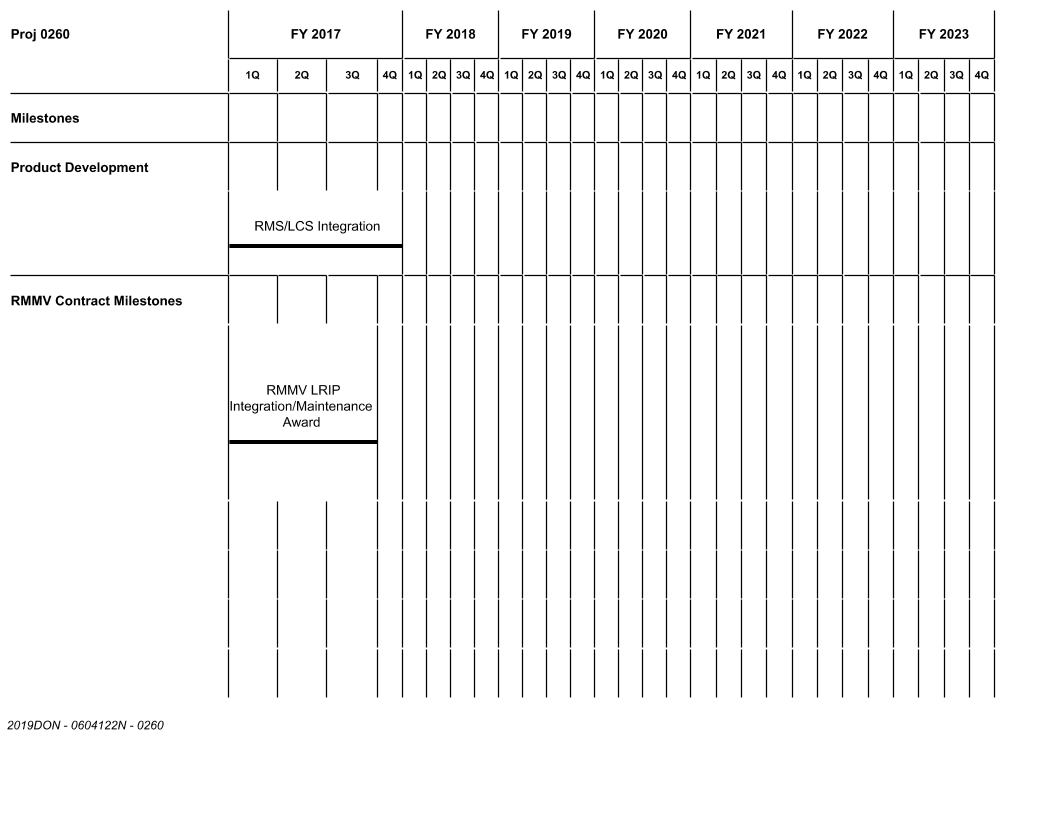 Proj 0260 FY 2017 FY 2018 FY 2019 FY 2020 FY 2021 FY 2022 FY 2023
1Q 2Q 3Q 4Q 1Q 2Q 3Q 4Q 1Q 2Q 3Q 4Q 1Q 2Q 3Q 4Q 1Q 2Q 3Q 4Q 1Q 2Q 3Q 4Q 1Q 2Q 3Q 4Q
Milestones
Product Development
RMS/LCS Integration
RMMV Contract Milestones
RMMV LRIP
Integration/Maintenance
Award
2019DON - 0604122N - 0260